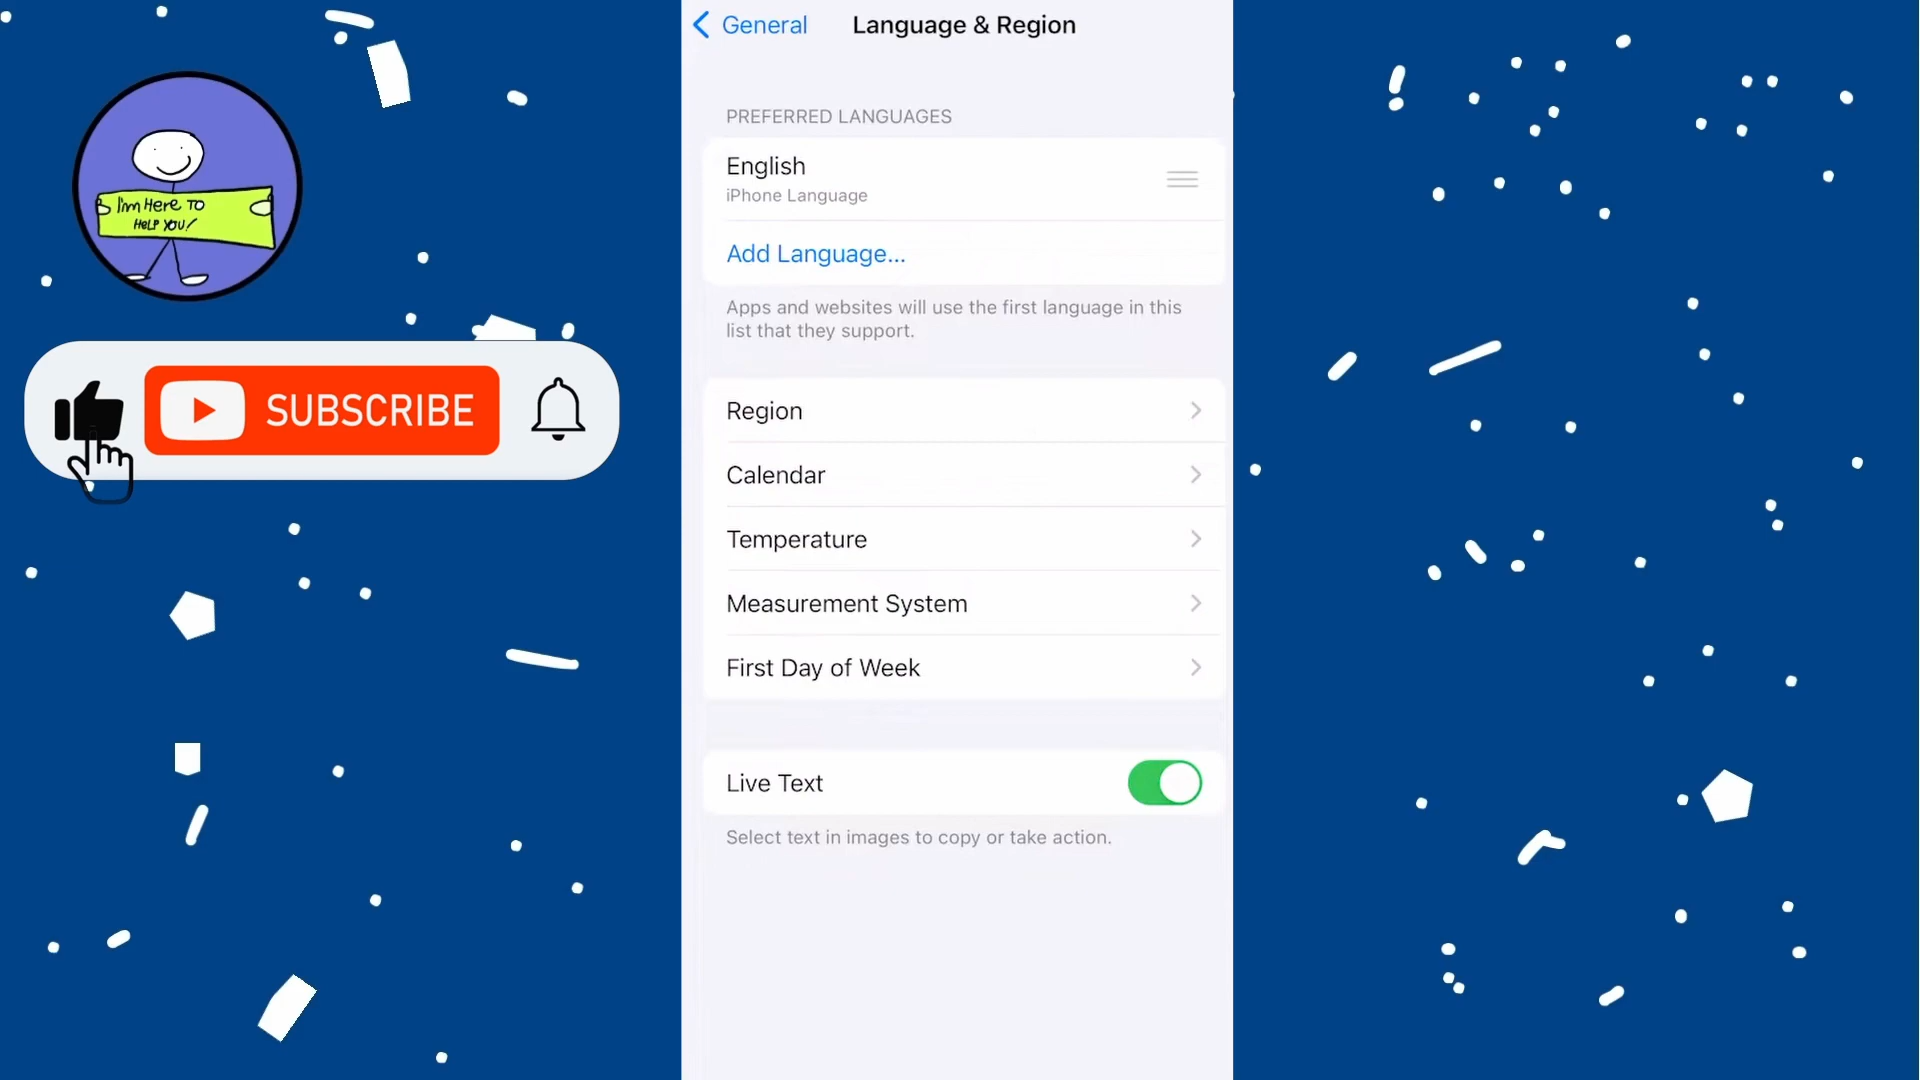 I'm Here To
Help You!
SUBSCRIBE
General
Language & Region
PREFERRED LANGUAGES
English
iPhone Language
Add Language...
Apps and websites will use the first language in this
list that they support.
Region
Calendar
Temperature
Measurement System
First Day of Week
Live Text
Select text in images to copy or take action.